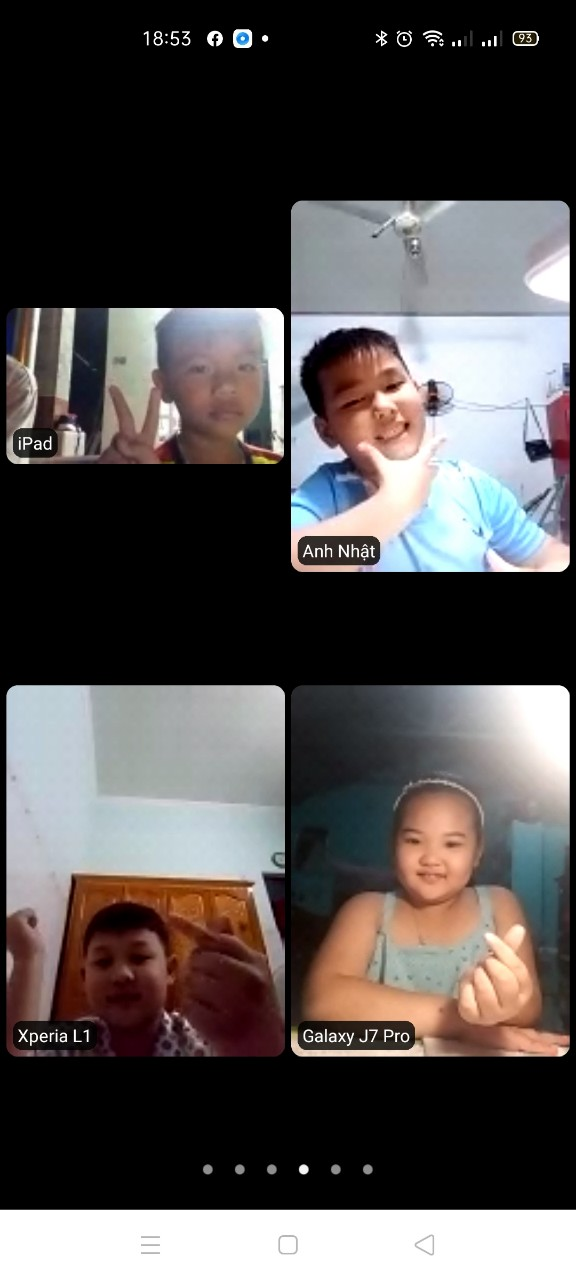 18:53
93
iPad
Anh Nhật
Xperia L1
Galaxy J7 Pro